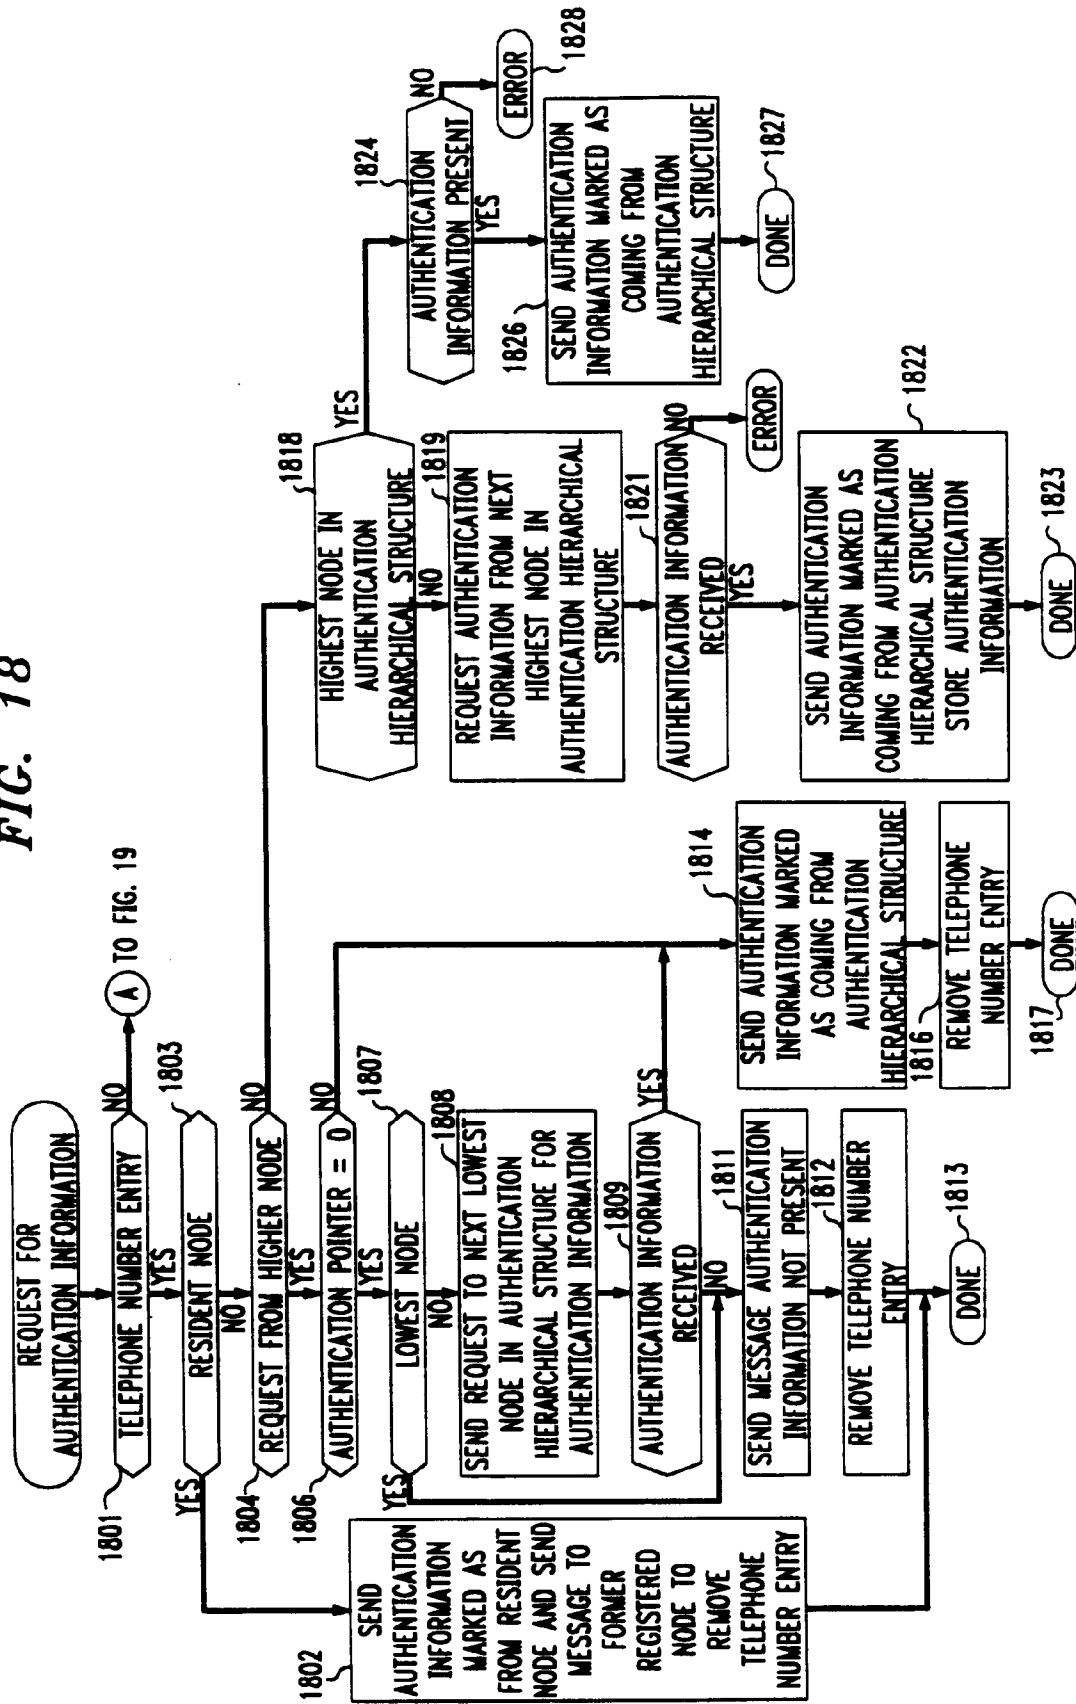 FIG. 18
REQUEST FOR
AUTHENTICATION INFORMATION
1801
TELEPHONE NUMBER ENTRY
NO
A
TO FIG. 19
YES
RESIDENT NODE
1803
YES
NO
1804
REQUEST FROM HIGHER NODE
NO
YES
1806
AUTHENTICATION POINTER = 0
NO
YES
LOWEST NODE
1807
YES
NO
1808
SEND REQUEST TO NEXT LOWEST
NODE IN AUTHENTICATION
HIERARCHICAL STRUCTURE FOR
AUTHENTICATION INFORMATION
1809
AUTHENTICATION INFORMATION
RECEIVED
YES
NO
1811
SEND MESSAGE AUTHENTICATION
INFORMATION NOT PRESENT
1812
REMOVE TELEPHONE NUMBER
ENTRY
DONE
1813
1802
SEND
AUTHENTICATION
INFORMATION
MARKED AS
FROM RESIDENT
NODE AND SEND
MESSAGE TO
FORMER
REGISTERED
NODE TO
REMOVE
TELEPHONE
NUMBER ENTRY
1814
SEND AUTHENTICATION
INFORMATION MARKED
AS COMING FROM
AUTHENTICATION
HIERARCHICAL STRUCTURE
1816
REMOVE TELEPHONE
NUMBER ENTRY
1817
DONE
1818
HIGHEST NODE IN
AUTHENTICATION
HIERARCHICAL STRUCTURE
YES
NO
1819
REQUEST AUTHENTICATION
INFORMATION FROM NEXT
HIGHEST NODE IN
AUTHENTICATION HIERARCHICAL
STRUCTURE
1821
AUTHENTICATION INFORMATION
RECEIVED
NO
ERROR
YES
1822
SEND AUTHENTICATION
INFORMATION MARKED AS
COMING FROM AUTHENTICATION
HIERARCHICAL STRUCTURE
STORE AUTHENTICATION
INFORMATION
DONE
1823
1824
AUTHENTICATION
INFORMATION PRESENT
NO
ERROR
1828
YES
1826
SEND AUTHENTICATION
INFORMATION MARKED AS
COMING FROM
AUTHENTICATION
HIERARCHICAL STRUCTURE
DONE
1827